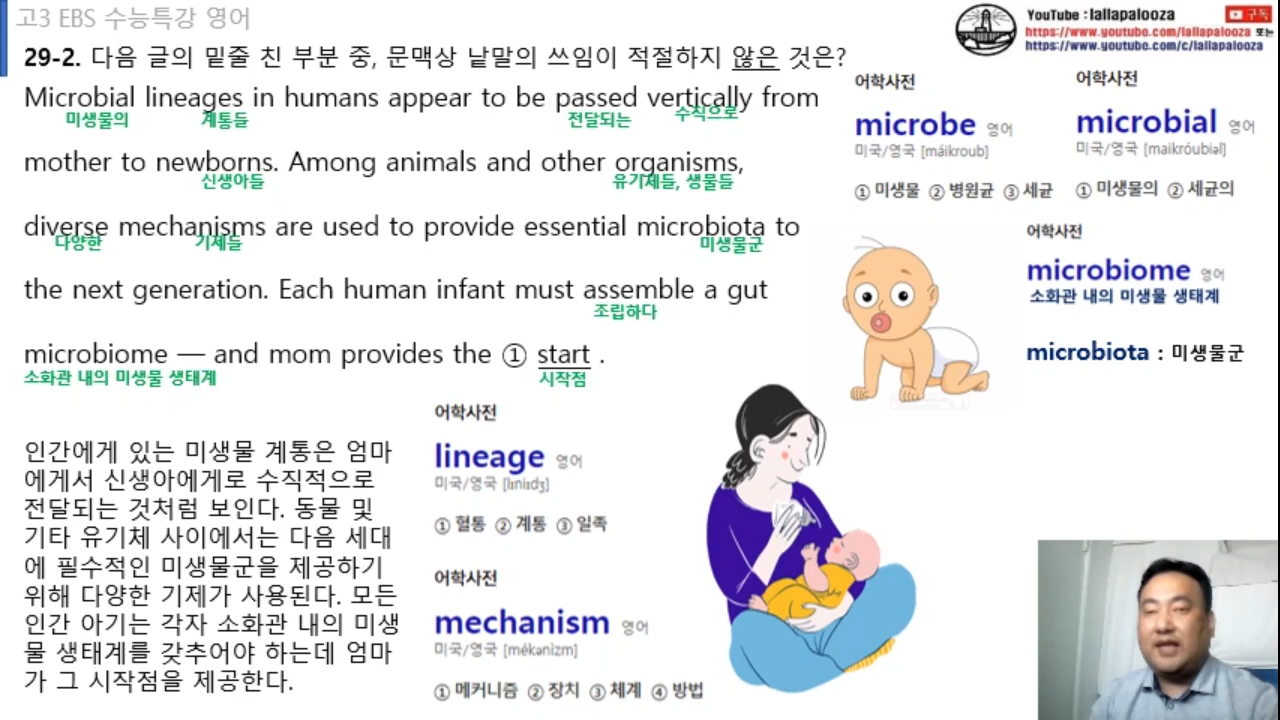 고3 EBS 수능특강 영어
YouTube : lallapalooza
구독
https://www.youtube.com/lallapalooza 또는
https://www.youtube.com/c/lallapalooza
29-2. 다음 글의 밑줄 친 부분 중, 문맥상 낱말의 쓰임이 적절하지 않은 것은?
Microbial lineages in humans appear to be passed vertically from
미생물의 계통들 전달되는 수직으로
mother to newborns. Among animals and other organisms,
신생아들 유기체들, 생물들
diverse mechanisms are used to provide essential microbiota to
다양한 기제들 미생물군
the next generation. Each human infant must assemble a gut
조립하다
microbiome — and mom provides the ① start .
소화관 내의 미생물 생태계 시작점
어학사전
microbe 영어
미국/영국 [máikroub]
① 미생물 ② 병원균 ③ 세균
어학사전
microbial 영어
미국/영국 [maikróubiəl]
① 미생물의 ② 세균의
어학사전
microbiome 영어
소화관 내의 미생물 생태계
microbiota : 미생물군
인간에게 있는 미생물 계통은 엄마
에게서 신생아에게로 수직적으로
전달되는 것처럼 보인다. 동물 및
기타 유기체 사이에서는 다음 세대
에 필수적인 미생물군을 제공하기
위해 다양한 기제가 사용된다. 모든
인간 아기는 각자 소화관 내의 미생
물 생태계를 갖추어야 하는데 엄마
가 그 시작점을 제공한다.
어학사전
lineage 영어
미국/영국 [lɪniɪdʒ]
① 혈통 ② 계통 ③ 일족
어학사전
mechanism 영어
미국/영국 [mékənìzm]
① 메커니즘 ② 장치 ③ 체계 ④ 방법